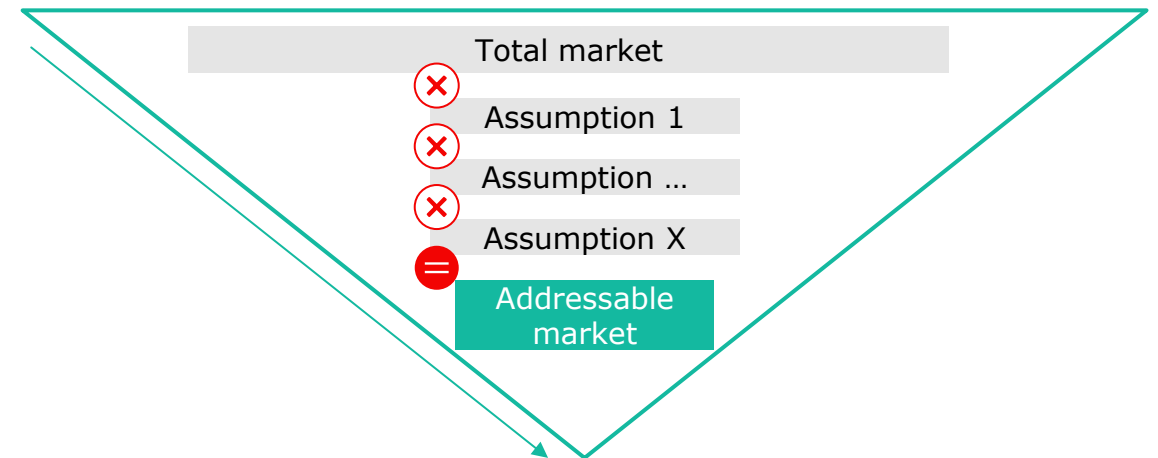 Total market
Assumption 1
Assumption …
Assumption X
Addressable
market